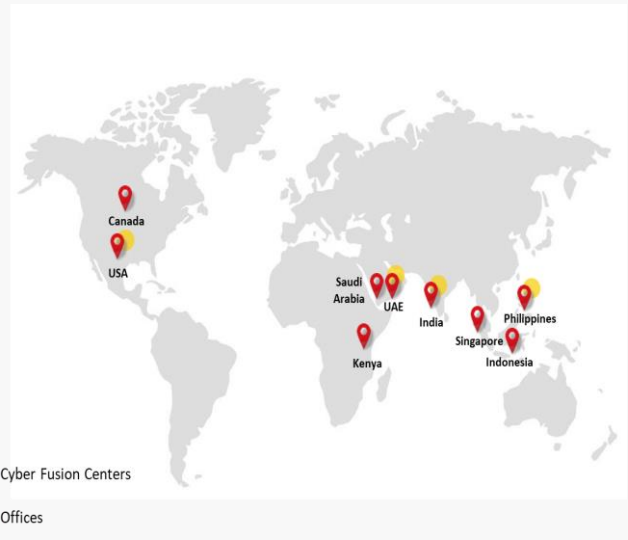 Canada
USA
Saudi
Arabia
UAE
India
Philippines
Singapore
Indonesia
Kenya
Cyber Fusion Centers
Offices